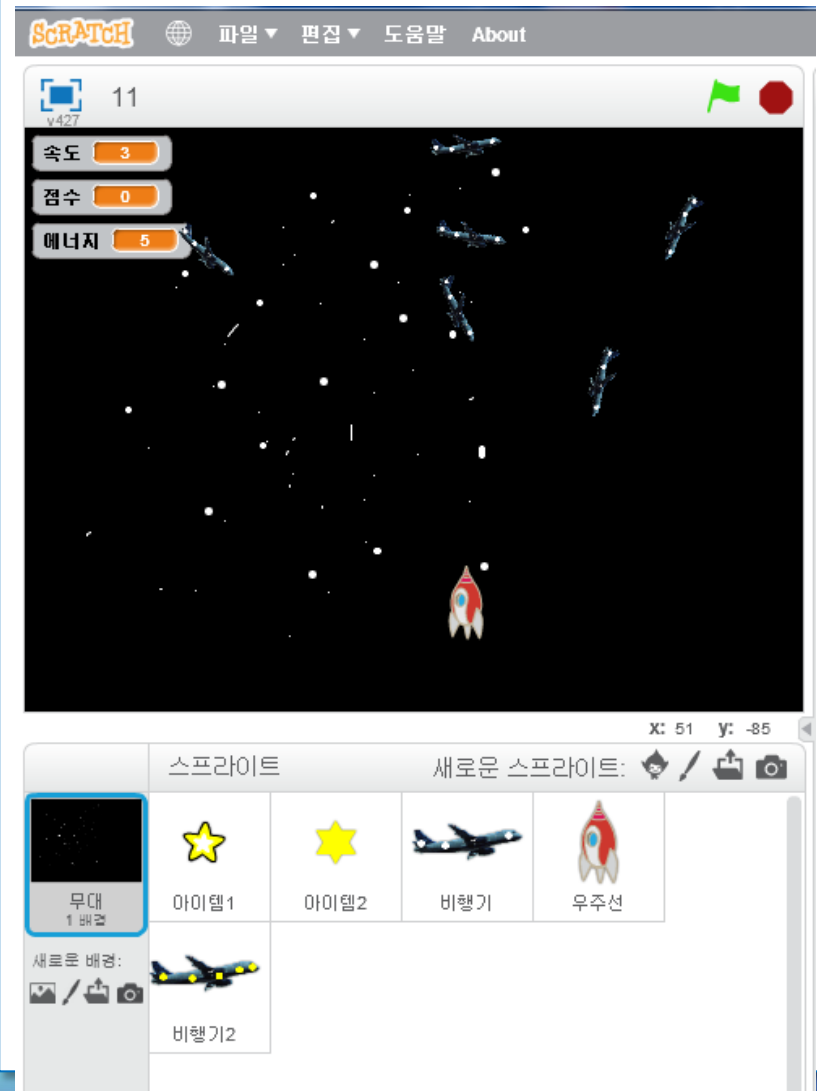 SCRATCH 파일▼ 편집▼ 도움말 About
v427 11
속도 3
점수 0
에너지 5
x: 51 y: -85
스프라이트 새로운 스프라이트:
무대
1 배경
아이템1 아이템2 비행기 우주선
새로운 배경:
비행기2